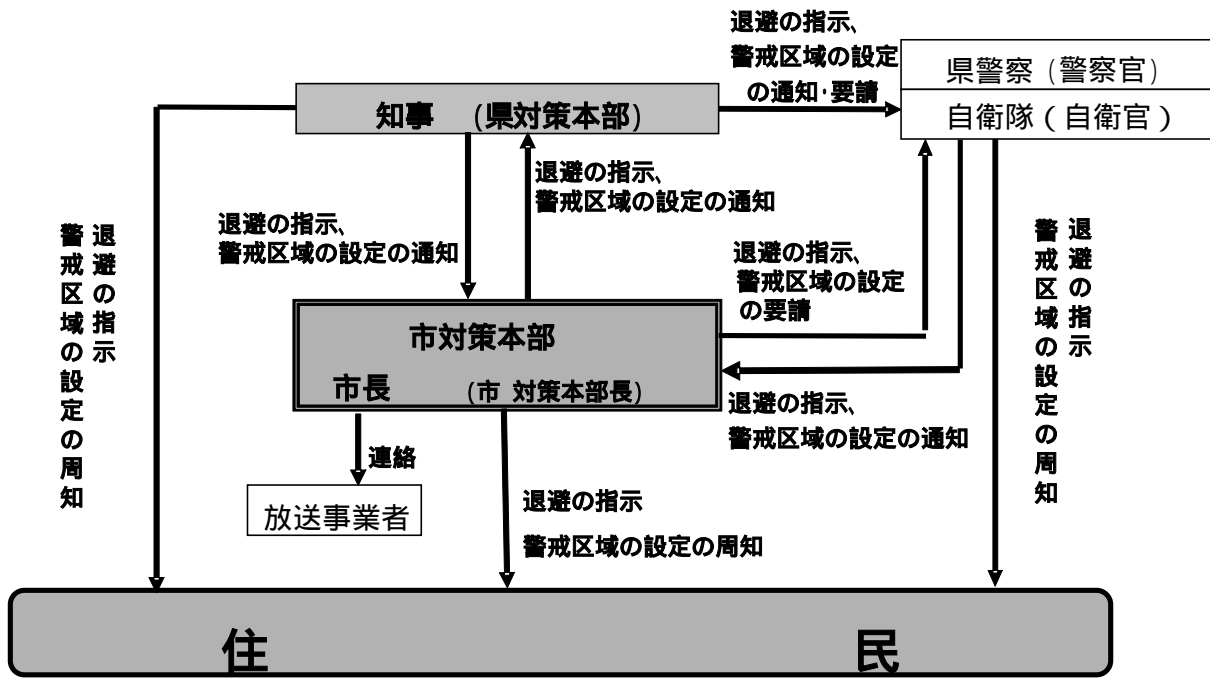 退避の指示、
警戒区域の設定
の通知・要請
県警察（警察官）
自衛隊（自衛官）
知事 （県対策本部）
退避の指示、
警戒区域の設定の通知
退避の指示、
警戒区域の設定の通知
退避の指示
警戒区域の設定の周知
退避の指示、
警戒区域の設定
の要請
退避の指示
警戒区域の設定の周知
市対策本部
市長 （市 対策本部長）
退避の指示、
警戒区域の設定の通知
連絡
放送事業者
退避の指示
警戒区域の設定の周知
住 民